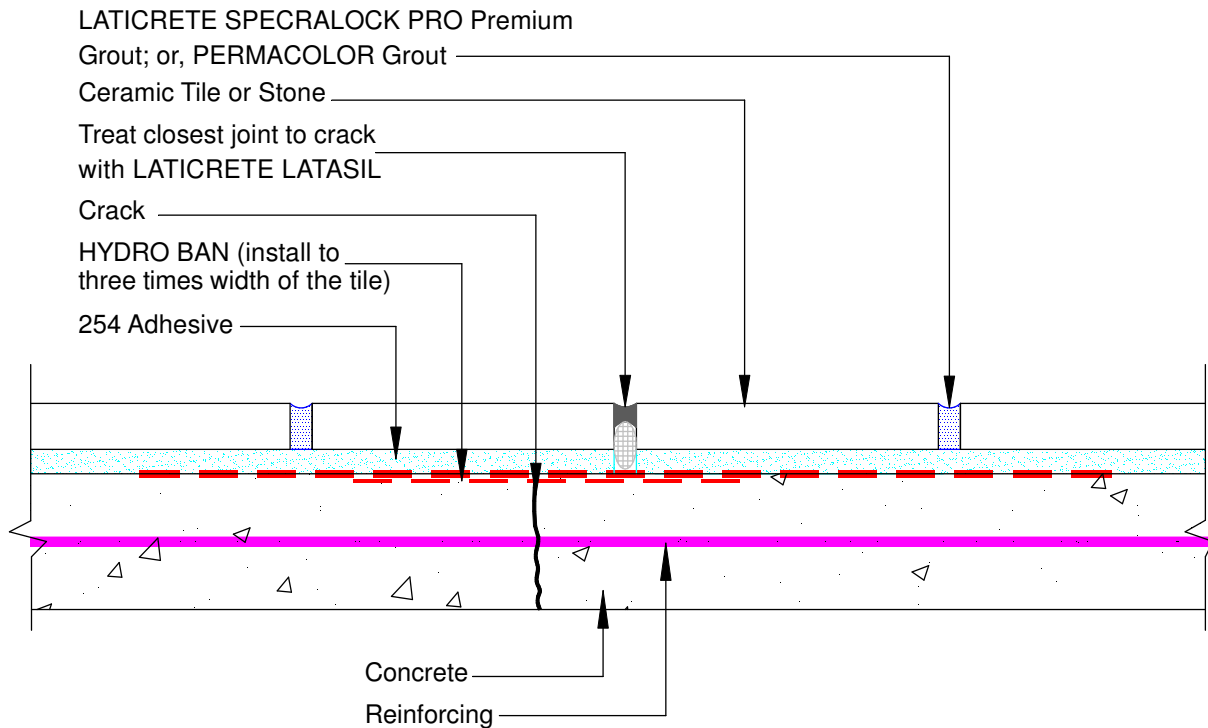 LATICRETE SPECRALOCK PRO Premium
Grout; or, PERMACOLOR Grout
Ceramic Tile or Stone
Treat closest joint to crack
with LATICRETE LATASIL
Crack
HYDRO BAN (install to
three times width of the tile)
254 Adhesive
Concrete
Reinforcing